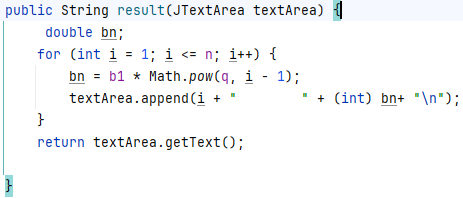 public String result(JTextArea textArea) {
double bn;
for (int i = 1; i <= n; i++) {
bn = b1 * Math.pow(q, i - 1);
textArea.append(i + "        " + (int) bn+ "\n");
}
return textArea.getText();
}